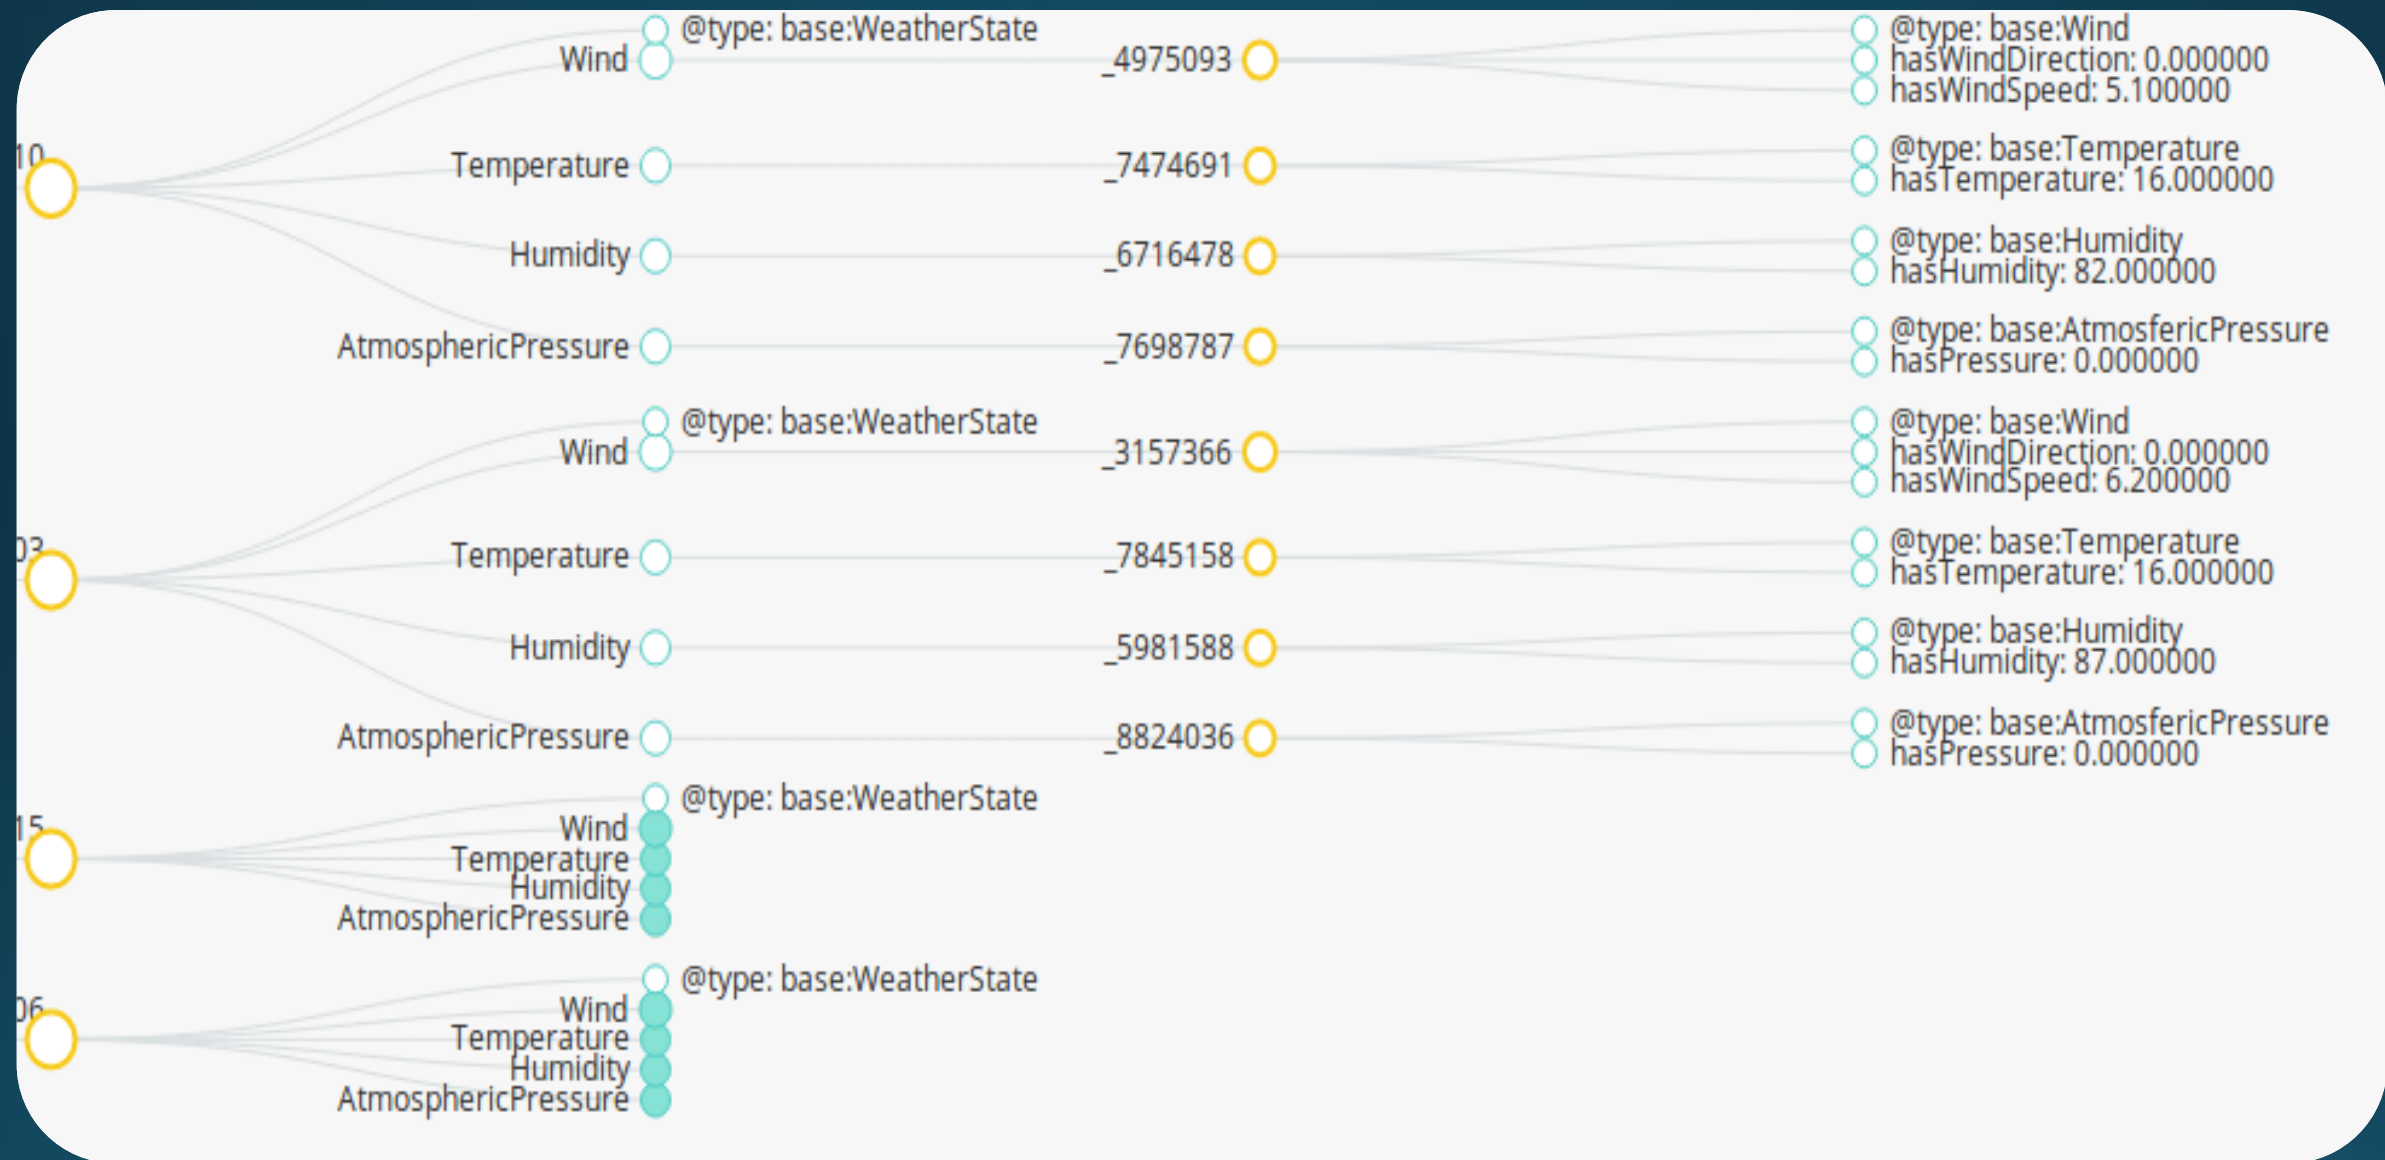 @type: base:WeatherState
@type: base:Wind
Wind
_4975093
hasWindDirection: 0.000000
hasWindSpeed: 5.100000
10
@type: base:Temperature
Temperature
_7474691
hasTemperature: 16.000000
@type: base:Humidity
Humidity
_6716478
hasHumidity: 82.000000
@type: base:AtmosfericPressure
AtmosphericPressure
_7698787
hasPressure: 0.000000
@type: base:WeatherState
@type: base:Wind
Wind
_3157366
hasWindDirection: 0.000000
hasWindSpeed: 6.200000
03
@type: base:Temperature
Temperature
_7845158
hasTemperature: 16.000000
@type: base:Humidity
Humidity
_5981588
hasHumidity: 87.000000
@type: base:AtmosfericPressure
AtmosphericPressure
_8824036
hasPressure: 0.000000
@type: base:WeatherState
15
Wind
Temperature
Humidity
AtmosphericPressure
@type: base:WeatherState
06
Wind
Temperature
Humidity
AtmosphericPressure